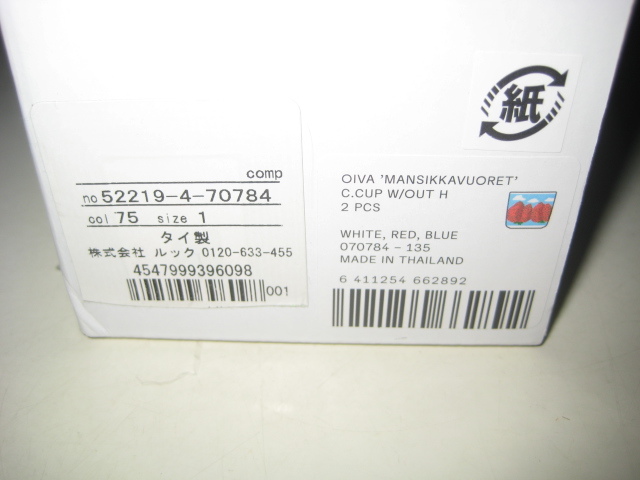 紙
comp
no 52219-4-70784
col 75 size 1
タイ製
株式会社 ルック 0120-633-455
4547999396098
001
OIVA 'MANSIKKAVUORET'
C.CUP W/OUT H
2 PCS
WHITE, RED, BLUE
070784 – 135
MADE IN THAILAND
6 411254 662892